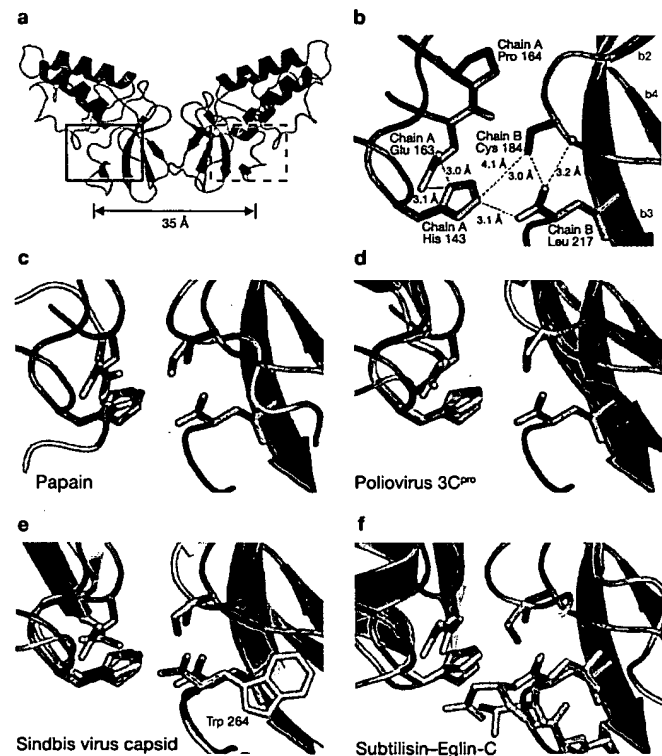 a
35 Å
b
Chain A
Pro 164
b2
b4
Chain A
Glu 163
Chain B
Cys 184
4.1 Å
3.0 Å
3.0 Å
3.2 Å
3.1 Å
3.1 Å
b3
Chain A
His 143
Chain B
Leu 217
c
Papain
d
Poliovirus 3Cᵖʳᵒ
e
Trp 264
Sindbis virus capsid
f
Subtilisin–Eglin-C